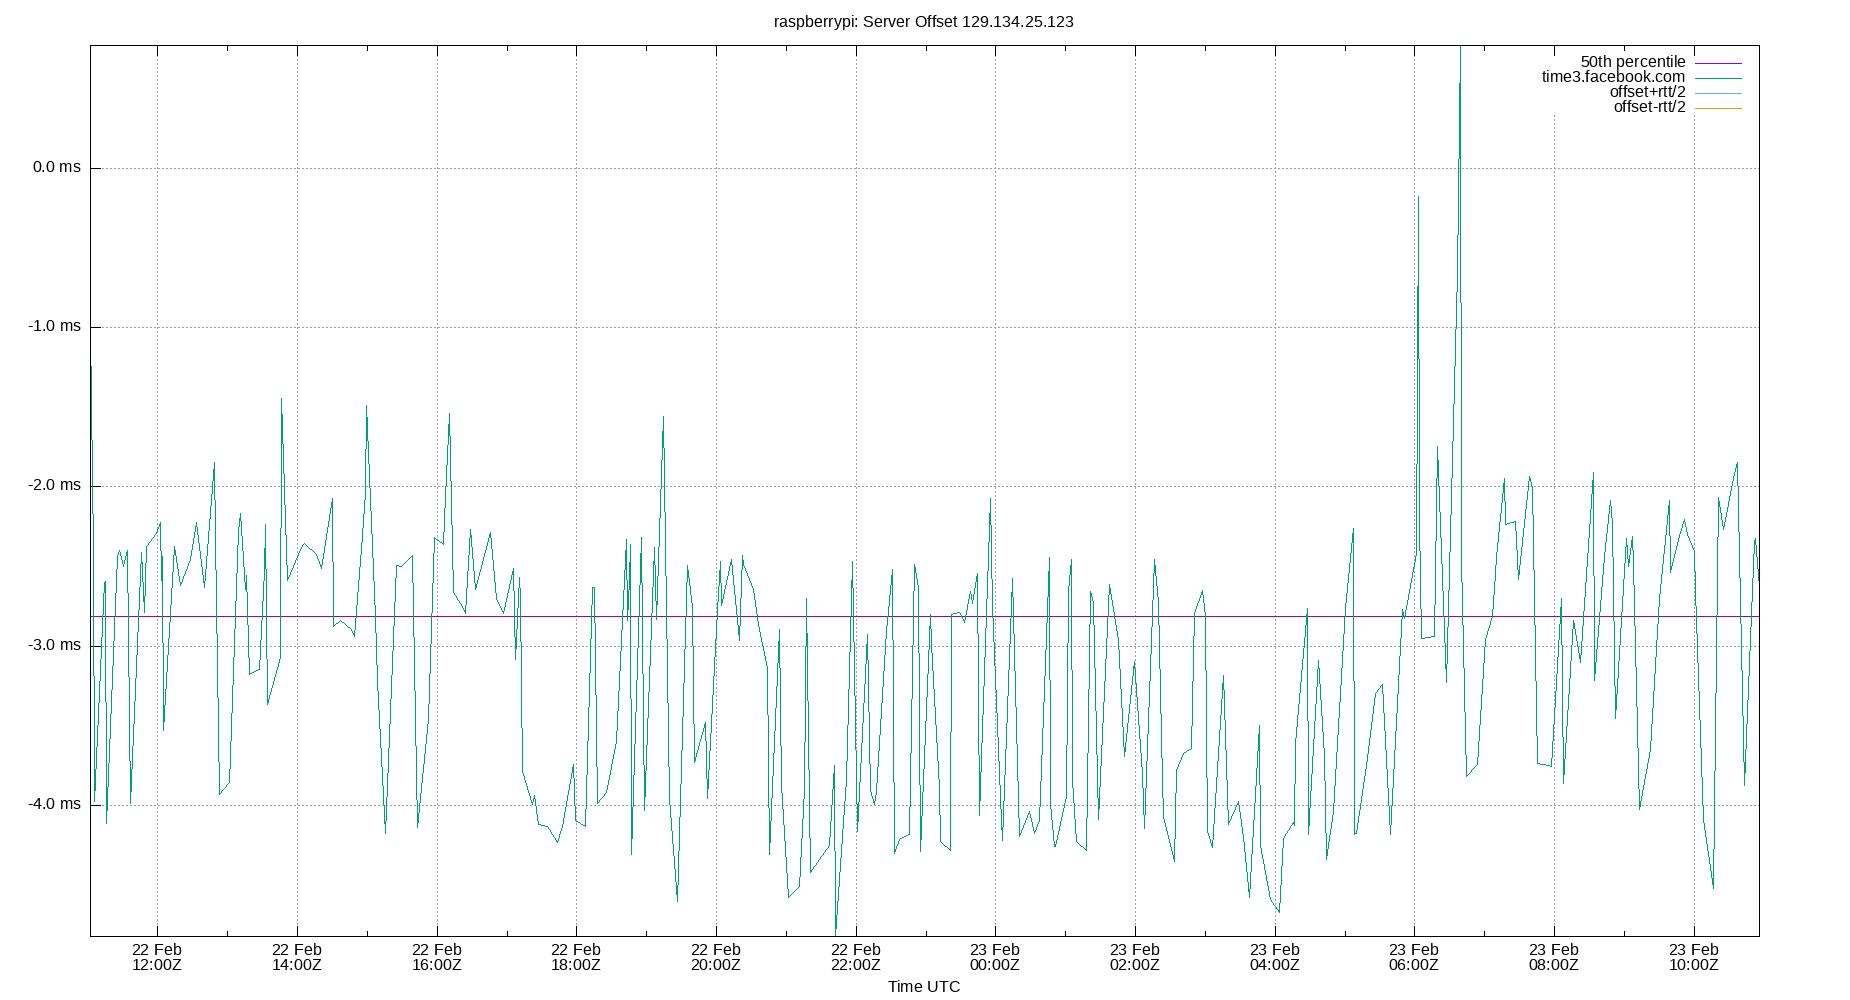 raspberrypi: Server Offset 129.134.25.123
50th percentile
time3.facebook.com
offset+rtt/2
offset-rtt/2
0.0 ms
-1.0 ms
-2.0 ms
-3.0 ms
-4.0 ms
22 Feb 22 Feb 22 Feb 22 Feb 22 Feb 22 Feb 23 Feb 23 Feb 23 Feb 23 Feb 23 Feb 23 Feb
12:00Z 14:00Z 16:00Z 18:00Z 20:00Z 22:00Z 00:00Z 02:00Z 04:00Z 06:00Z 08:00Z 10:00Z
Time UTC